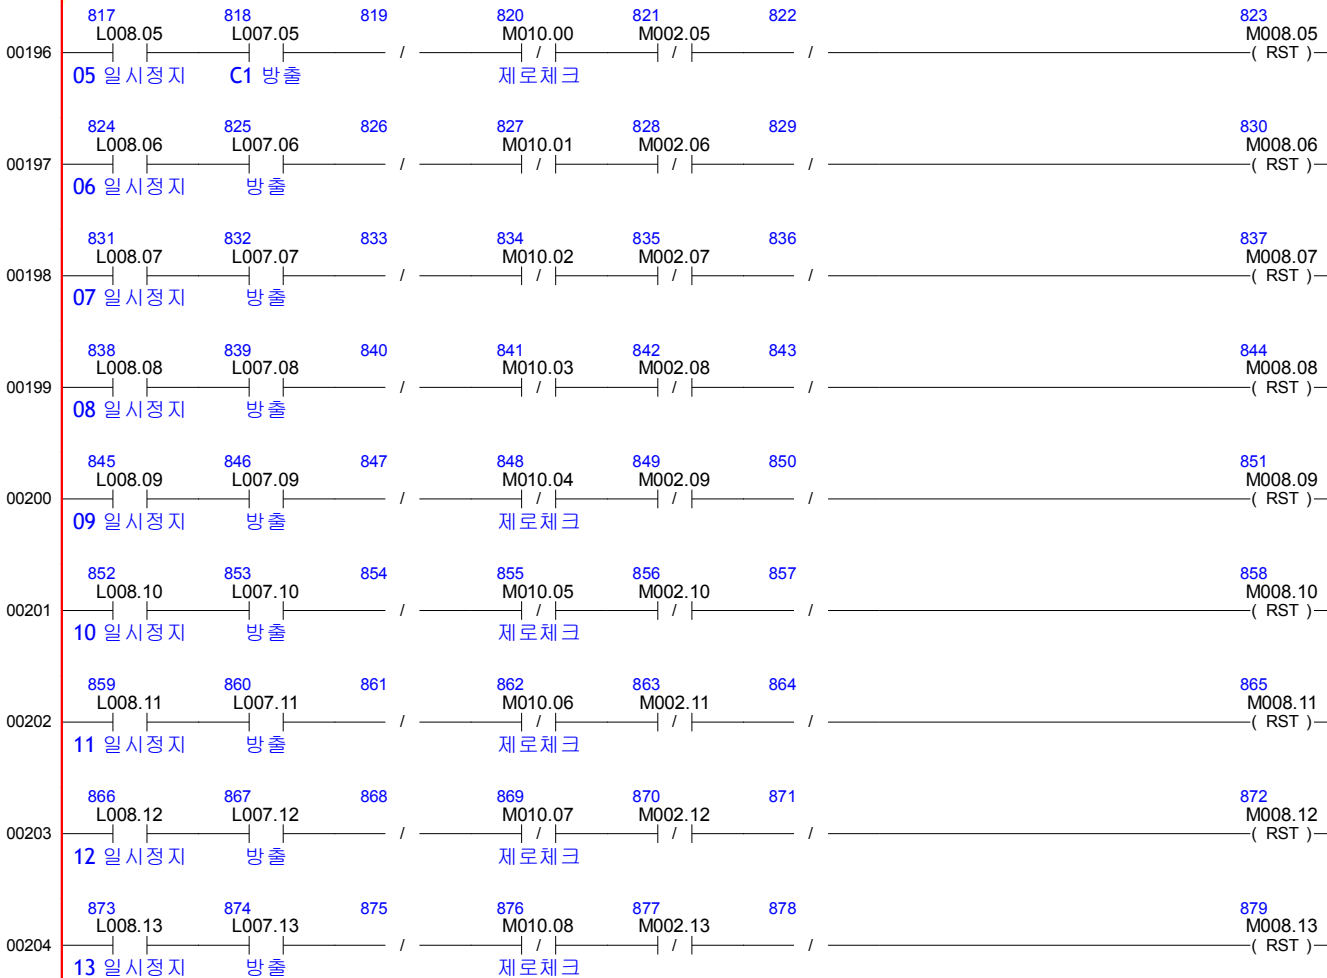 817 818 819 820 821 822 823
L008.05 L007.05 M010.00 M002.05 M008.05
00196 / / / / ( RST )
05 일시정지 C1 방출 제로체크
824 825 826 827 828 829 830
L008.06 L007.06 M010.01 M002.06 M008.06
00197 / / / / ( RST )
06 일시정지 방출
831 832 833 834 835 836 837
L008.07 L007.07 M010.02 M002.07 M008.07
00198 / / / / ( RST )
07 일시정지 방출
838 839 840 841 842 843 844
L008.08 L007.08 M010.03 M002.08 M008.08
00199 / / / / ( RST )
08 일시정지 방출
845 846 847 848 849 850 851
L008.09 L007.09 M010.04 M002.09 M008.09
00200 / / / / ( RST )
09 일시정지 방출 제로체크
852 853 854 855 856 857 858
L008.10 L007.10 M010.05 M002.10 M008.10
00201 / / / / ( RST )
10 일시정지 방출 제로체크
859 860 861 862 863 864 865
L008.11 L007.11 M010.06 M002.11 M008.11
00202 / / / / ( RST )
11 일시정지 방출 제로체크
866 867 868 869 870 871 872
L008.12 L007.12 M010.07 M002.12 M008.12
00203 / / / / ( RST )
12 일시정지 방출 제로체크
873 874 875 876 877 878 879
L008.13 L007.13 M010.08 M002.13 M008.13
00204 / / / / ( RST )
13 일시정지 방출 제로체크